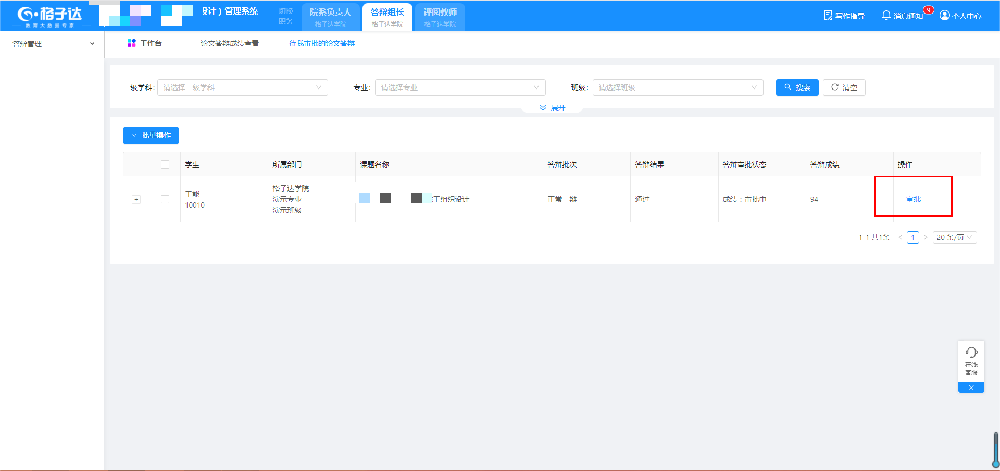 格子达
教育大数据专家
设计）管理系统
切换
职务
院系负责人
格子达学院
答辩组长
格子达学院
评阅教师
格子达学院
写作指导
消息通知
9
个人中心
答辩管理
工作台
论文答辩成绩查看
待我审批的论文答辩
一级学科：
请选择一级学科
专业：
请选择专业
班级：
请选择班级
搜索
清空
展开
批量操作
学生
所属部门
课题名称
答辩批次
答辩结果
答辩审批状态
答辩成绩
操作
+
王能
10010
格子达学院
演示专业
演示班级
工组织设计
正常一辩
通过
成绩：审批中
94
审批
1-1 共1条
<
1
>
20 条/页
在线
客服
X